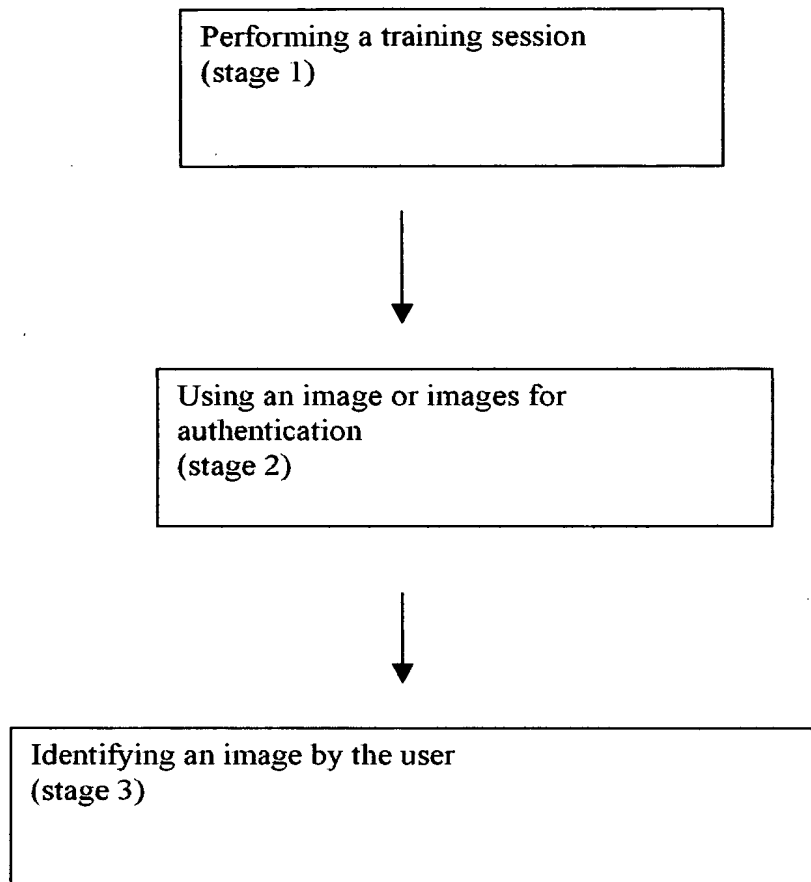 Performing a training session
(stage 1)
Using an image or images for
authentication
(stage 2)
Identifying an image by the user
(stage 3)